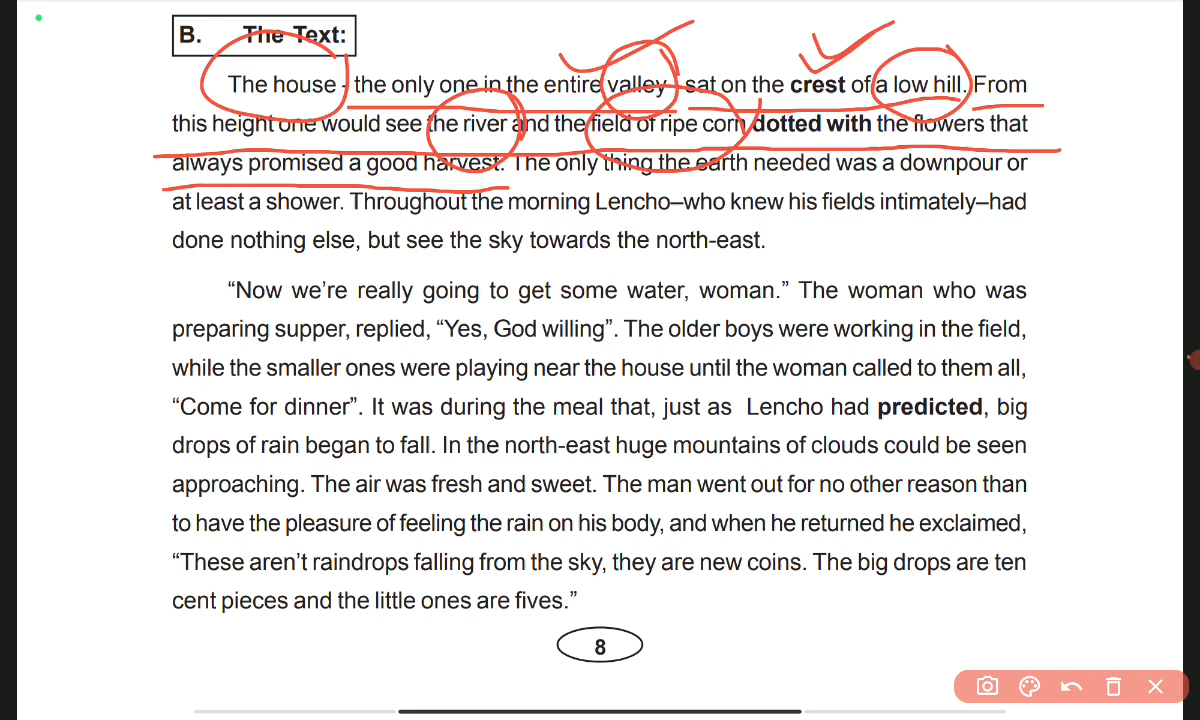 B. The Text:
The house - the only one in the entire valley - sat on the crest of a low hill. From
this height one would see the river and the field of ripe corn dotted with the flowers that
always promised a good harvest. The only thing the earth needed was a downpour or
at least a shower. Throughout the morning Lencho–who knew his fields intimately–had
done nothing else, but see the sky towards the north-east.
“Now we’re really going to get some water, woman.” The woman who was
preparing supper, replied, “Yes, God willing”. The older boys were working in the field,
while the smaller ones were playing near the house until the woman called to them all,
“Come for dinner”. It was during the meal that, just as Lencho had predicted, big
drops of rain began to fall. In the north-east huge mountains of clouds could be seen
approaching. The air was fresh and sweet. The man went out for no other reason than
to have the pleasure of feeling the rain on his body, and when he returned he exclaimed,
“These aren’t raindrops falling from the sky, they are new coins. The big drops are ten
cent pieces and the little ones are fives.”
8